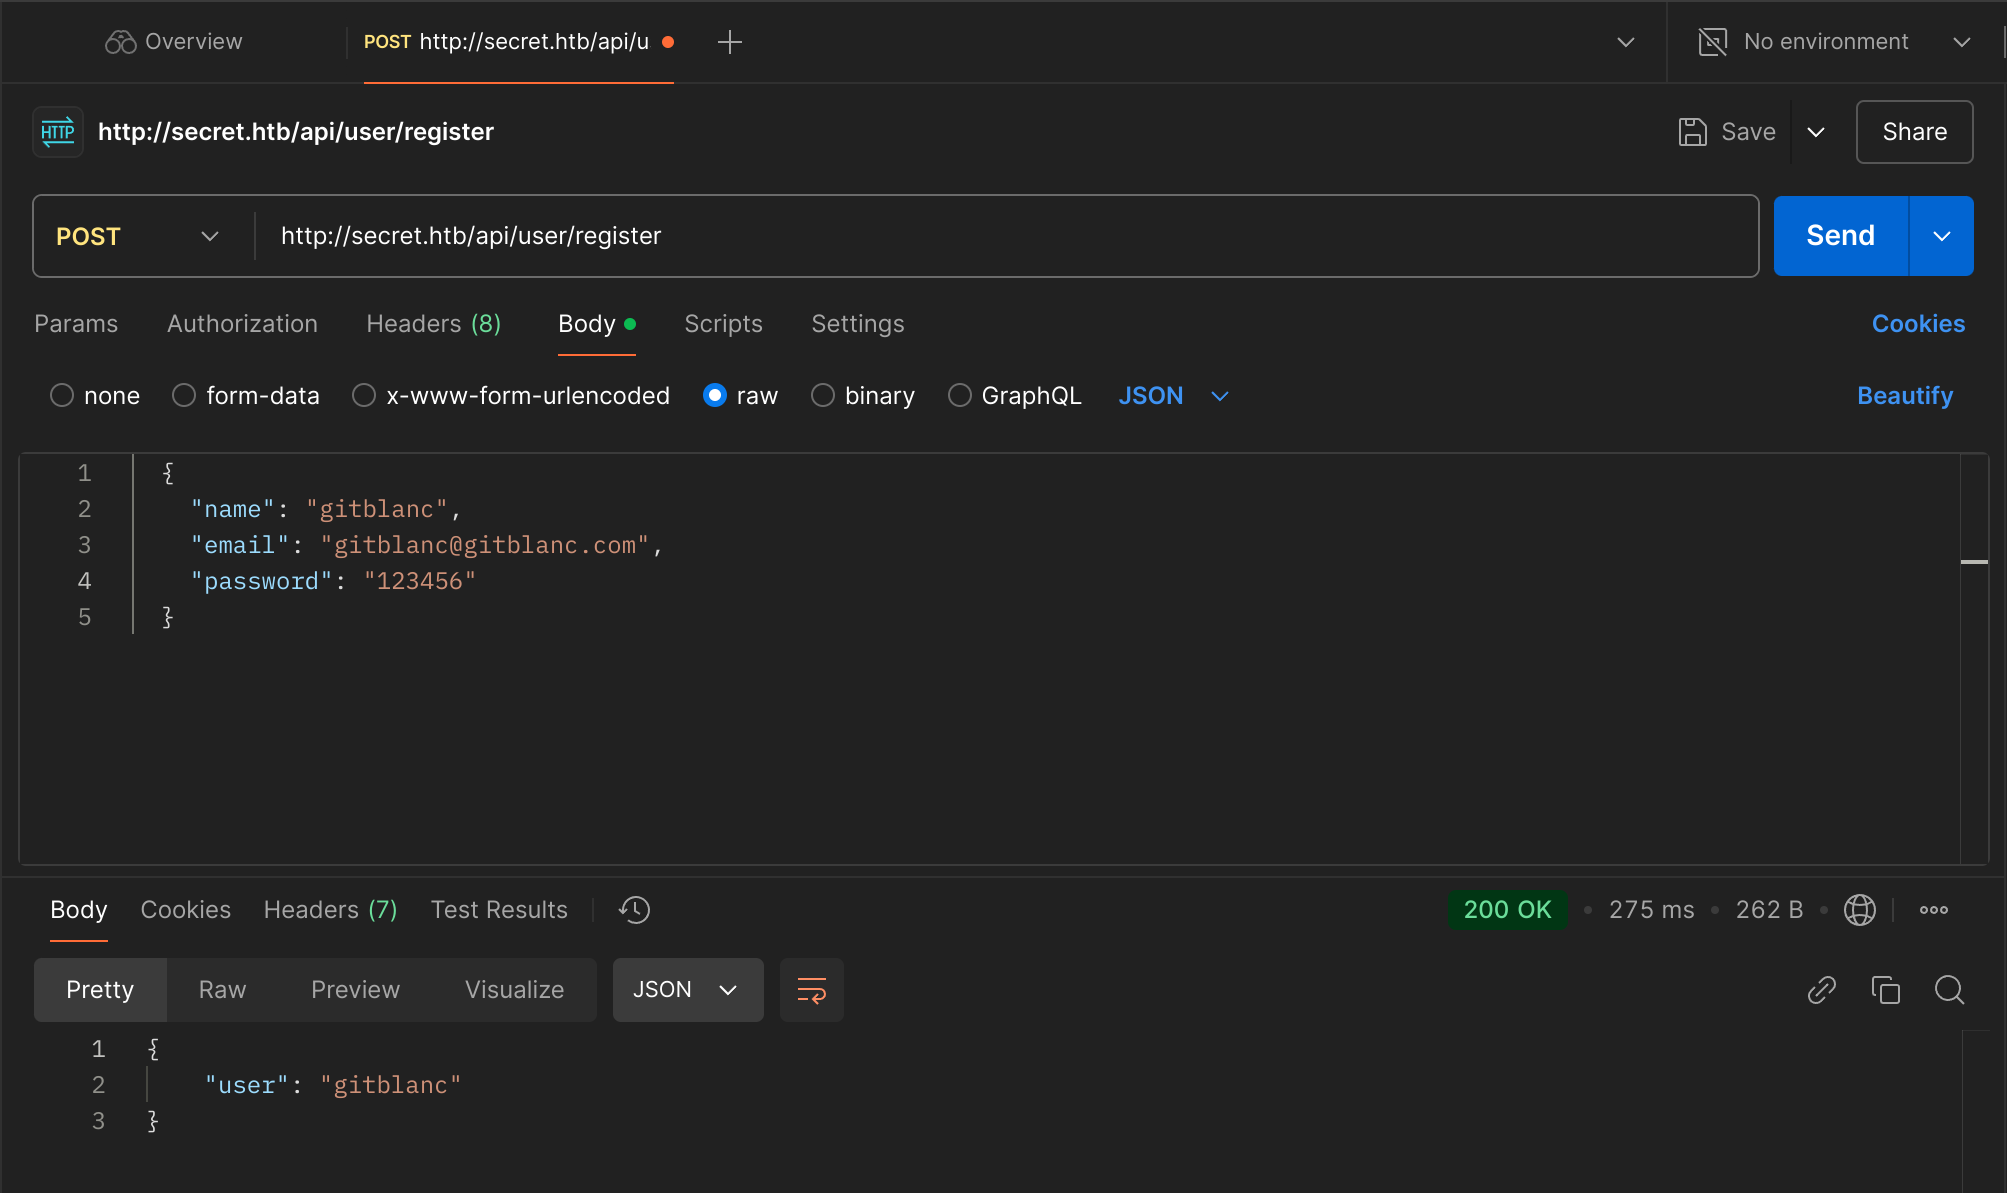 Overview
POST http://secret.htb/api/u
No environment
HTTP http://secret.htb/api/user/register
Save
Share
POST
http://secret.htb/api/user/register
Send
Params
Authorization
Headers (8)
Body
Scripts
Settings
Cookies
none
form-data
x-www-form-urlencoded
raw
binary
GraphQL
JSON
Beautify
1 {
2 "name": "gitblanc",
3 "email": "gitblanc@gitblanc.com",
4 "password": "123456"
5 }
Body
Cookies
Headers (7)
Test Results
200 OK
275 ms
262 B
Pretty
Raw
Preview
Visualize
JSON
1 {
2 "user": "gitblanc"
3 }